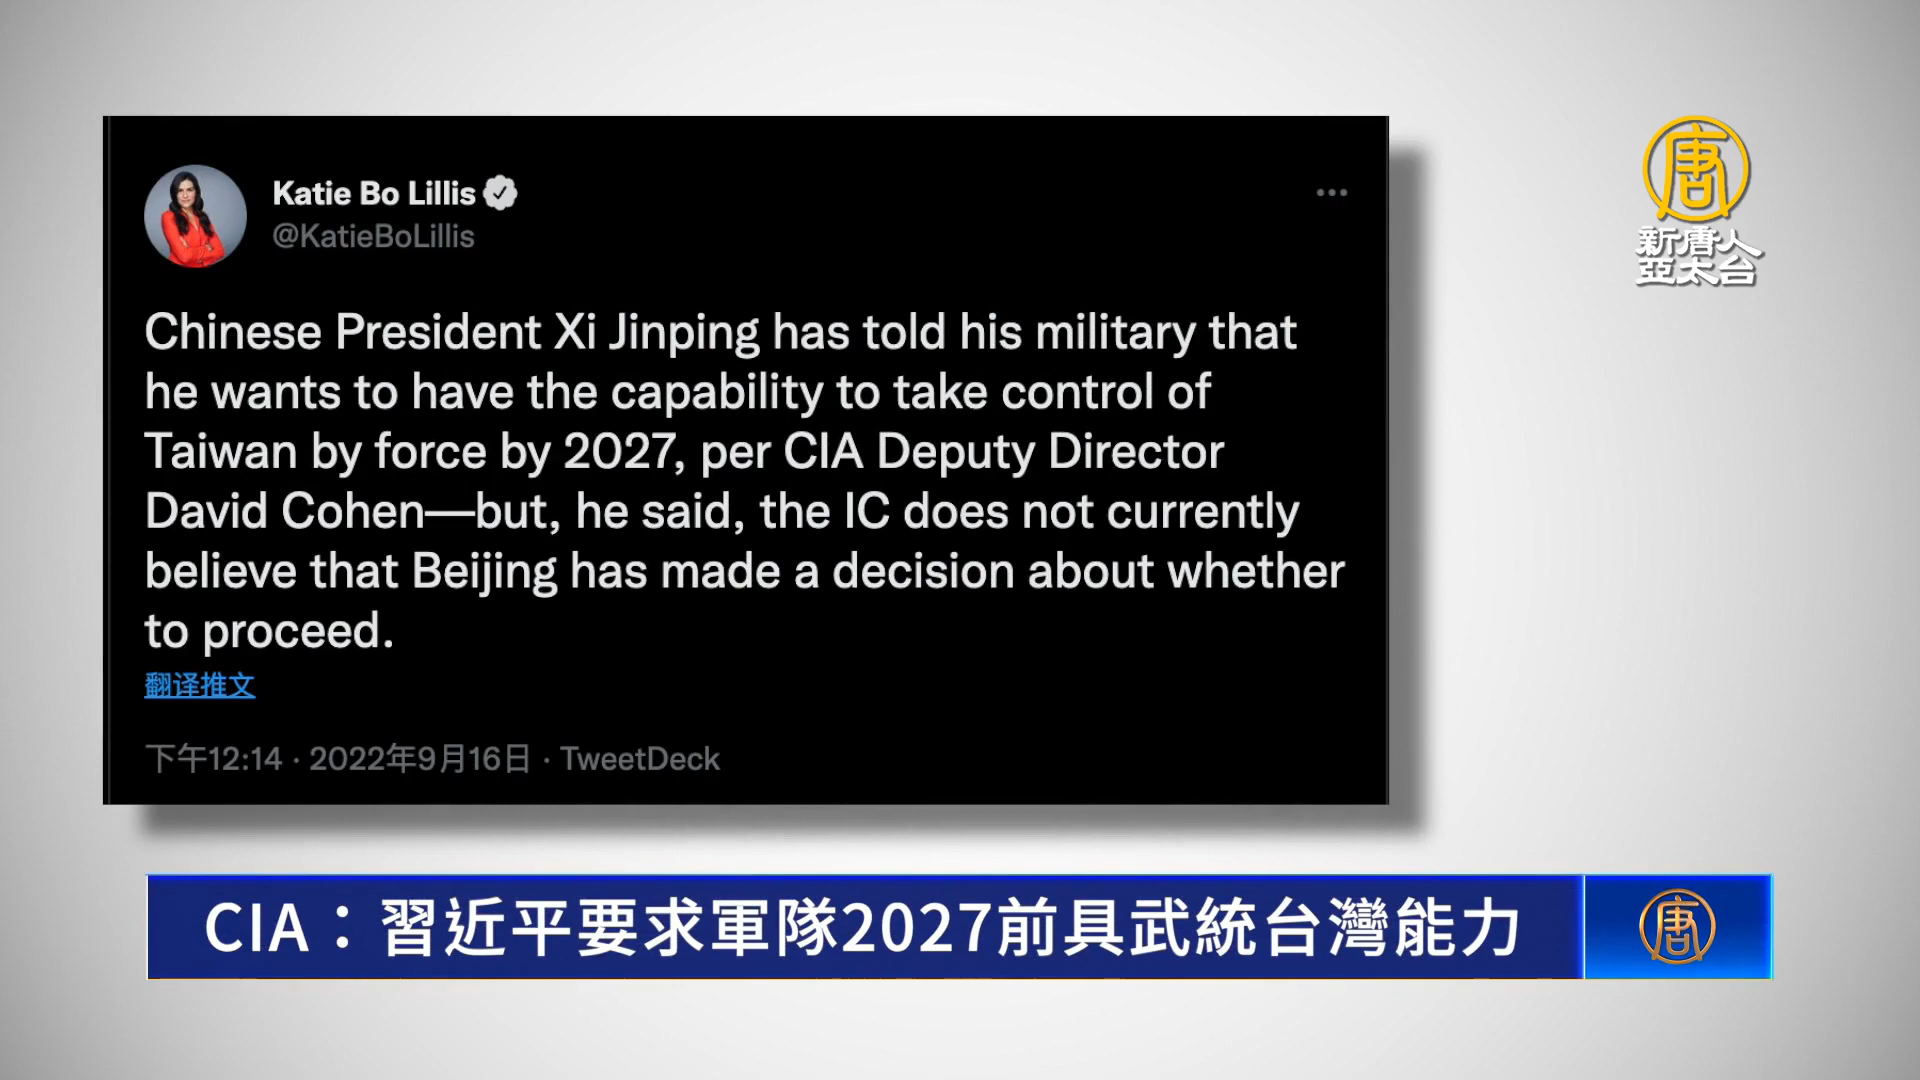 Katie Bo Lillis
@KatieBoLillis
Chinese President Xi Jinping has told his military that
he wants to have the capability to take control of
Taiwan by force by 2027, per CIA Deputy Director
David Cohen—but, he said, the IC does not currently
believe that Beijing has made a decision about whether
to proceed.
翻译推文
下午12:14 · 2022年9月16日 · TweetDeck
唐
新唐人
亞太台
CIA：習近平要求軍隊2027前具武統台灣能力
唐